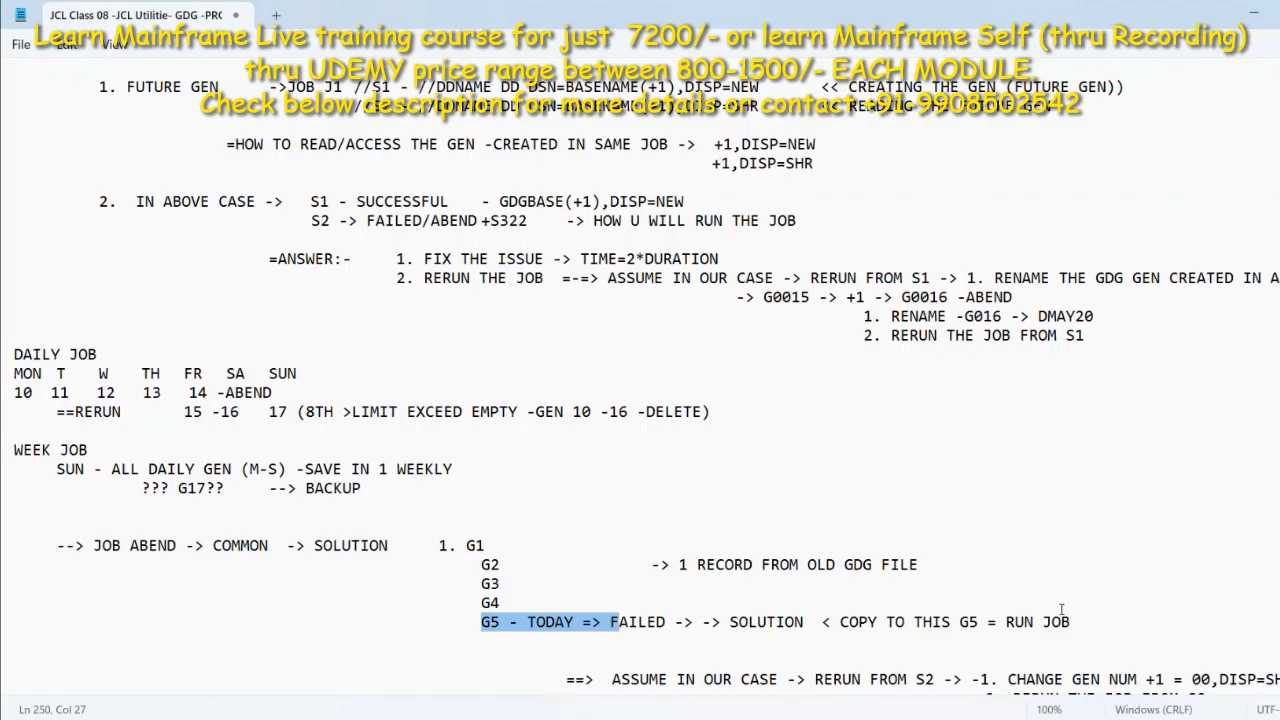 JCL Class 08 -JCL Utilitie- GDG -PRC
Learn Mainframe Live training course for just 7200/- or learn Mainframe Self (thru Recording)
thru UDEMY price range between 800-1500/- EACH MODULE.
Check below description for more details or contact +91-9908502542
File Edit View
1. FUTURE GEN ->JOB J1 //S1 - //DDNAME DD DSN=BASENAME(+1),DISP=NEW << CREATING THE GEN (FUTURE GEN))
=HOW TO READ/ACCESS THE GEN -CREATED IN SAME JOB -> +1,DISP=NEW
+1,DISP=SHR
2. IN ABOVE CASE -> S1 - SUCCESSFUL - GDGBASE(+1),DISP=NEW
S2 -> FAILED/ABEND +S322 -> HOW U WILL RUN THE JOB
=ANSWER:- 1. FIX THE ISSUE -> TIME=2*DURATION
2. RERUN THE JOB =-=> ASSUME IN OUR CASE -> RERUN FROM S1 -> 1. RENAME THE GDG GEN CREATED IN A
-> G0015 -> +1 -> G0016 -ABEND
1. RENAME -G016 -> DMAY20
2. RERUN THE JOB FROM S1
DAILY JOB
MON T W TH FR SA SUN
10 11 12 13 14 -ABEND
==RERUN 15 -16 17 (8TH >LIMIT EXCEED EMPTY -GEN 10 -16 -DELETE)
WEEK JOB
SUN - ALL DAILY GEN (M-S) -SAVE IN 1 WEEKLY
??? G17?? --> BACKUP
--> JOB ABEND -> COMMON -> SOLUTION 1. G1
G2 -> 1 RECORD FROM OLD GDG FILE
G3
G4
G5 - TODAY => FAILED -> -> SOLUTION < COPY TO THIS G5 = RUN JOB
==> ASSUME IN OUR CASE -> RERUN FROM S2 -> -1. CHANGE GEN NUM +1 = 00,DISP=SH
Ln 250, Col 27 100% Windows (CRLF) UTF-